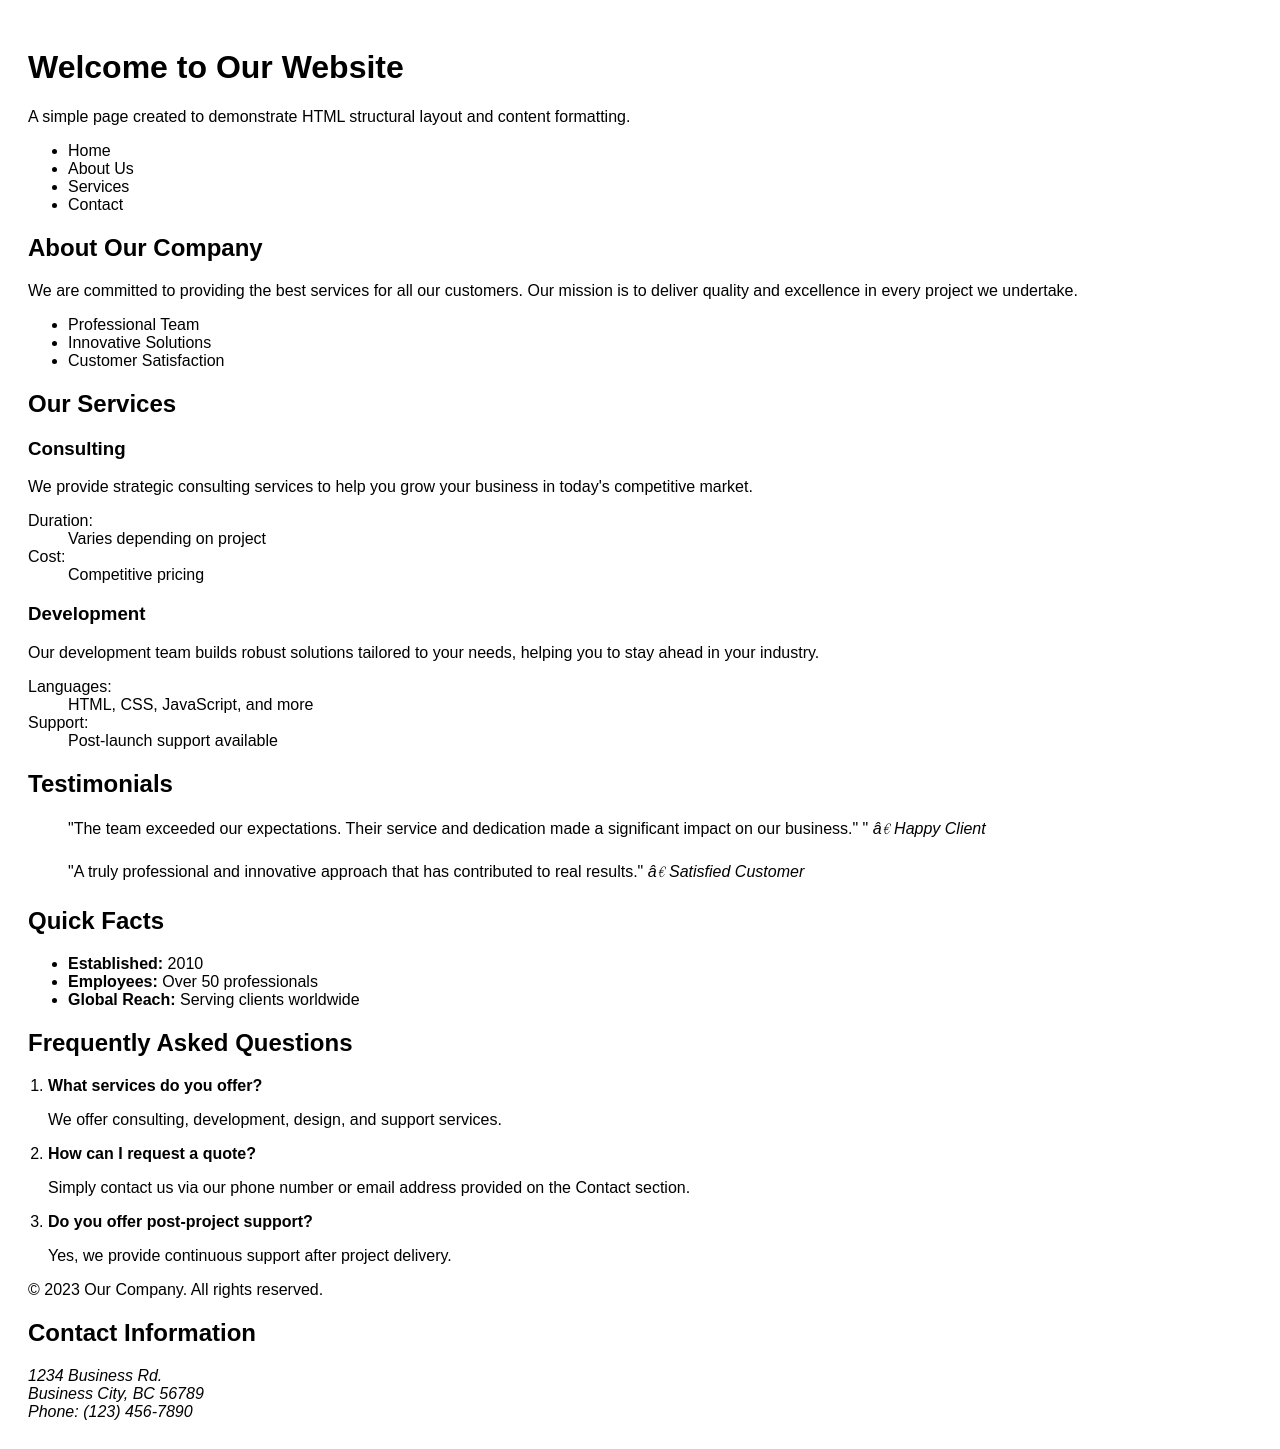 Welcome to Our Website
A simple page created to demonstrate HTML structural layout and content formatting.
• Home
• About Us
• Services
• Contact
About Our Company
We are committed to providing the best services for all our customers. Our mission is to deliver quality and excellence in every project we undertake.
• Professional Team
• Innovative Solutions
• Customer Satisfaction
Our Services
Consulting
We provide strategic consulting services to help you grow your business in today's competitive market.
Duration:
Varies depending on project
Cost:
Competitive pricing
Development
Our development team builds robust solutions tailored to your needs, helping you to stay ahead in your industry.
Languages:
HTML, CSS, JavaScript, and more
Support:
Post-launch support available
Testimonials
"The team exceeded our expectations. Their service and dedication made a significant impact on our business." " â€ Happy Client
"A truly professional and innovative approach that has contributed to real results." â€ Satisfied Customer
Quick Facts
• Established: 2010
• Employees: Over 50 professionals
• Global Reach: Serving clients worldwide
Frequently Asked Questions
1. What services do you offer?
We offer consulting, development, design, and support services.
2. How can I request a quote?
Simply contact us via our phone number or email address provided on the Contact section.
3. Do you offer post-project support?
Yes, we provide continuous support after project delivery.
© 2023 Our Company. All rights reserved.
Contact Information
1234 Business Rd.
Business City, BC 56789
Phone: (123) 456-7890